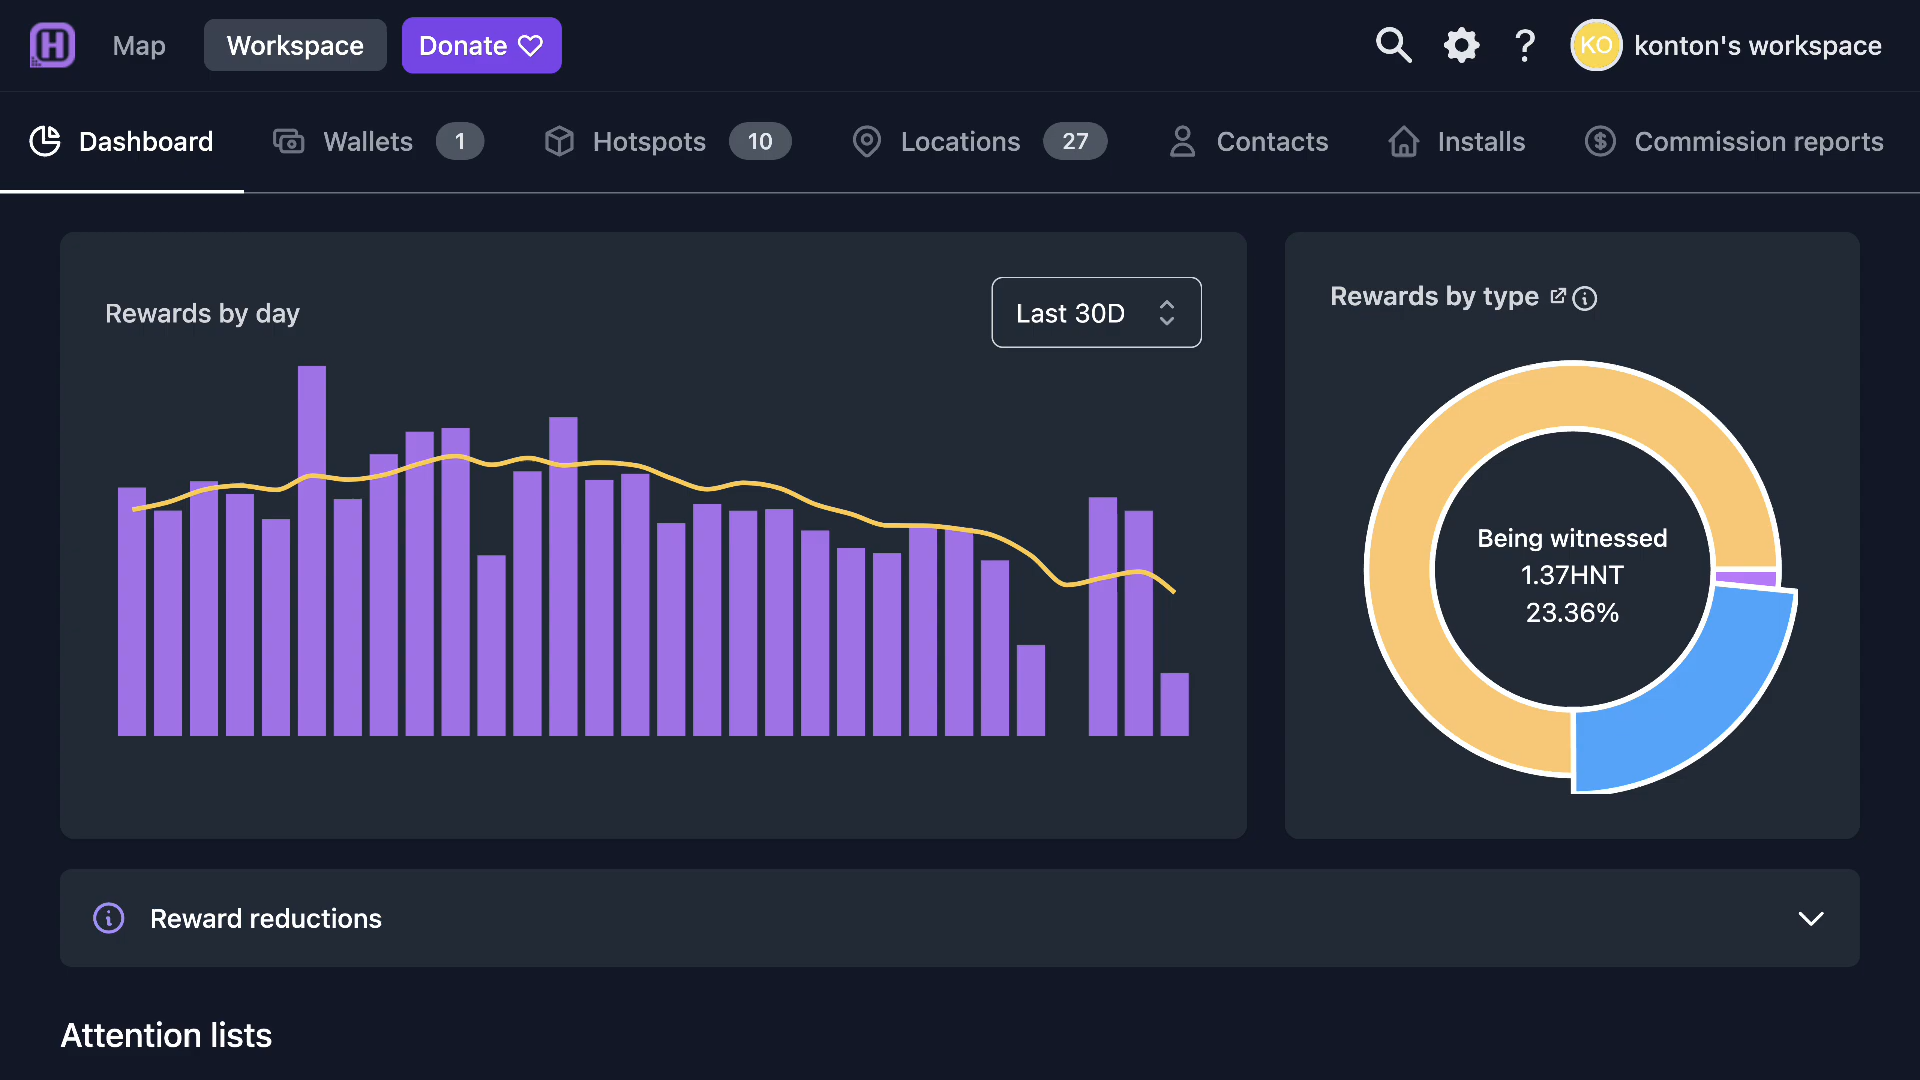 H
Map
Workspace
Donate
KO
konton's workspace
Dashboard
Wallets 1
Hotspots 10
Locations 27
Contacts
Installs
Commission reports
Rewards by day
Last 30D
Rewards by type
Being witnessed
1.37HNT
23.36%
Reward reductions
Attention lists